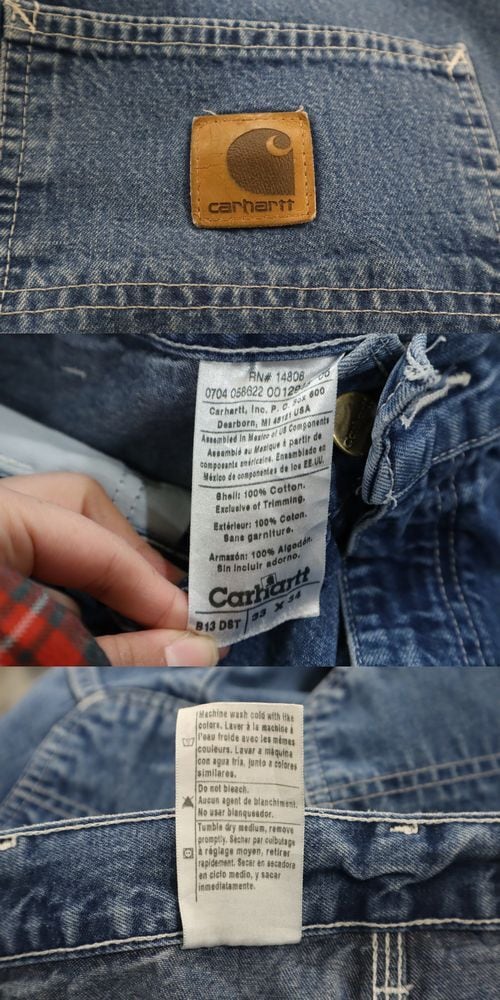 carhartt
RN# 14806
0704 058622 00129
Carhartt, Inc. P. O. Box 600
Dearborn, MI 48121 USA
Assembled in Mexico of US Components
Assemblé au Mexique à partir de
composants américains. Ensamblado en
México de componentes de los EE.UU.
Shell: 100% Cotton.
Exclusive of Trimming.
Extérieur: 100% Coton.
Sans garniture.
Armazón: 100% Algodón.
Sin incluir adorno.
Carhartt
B13 DST 33 X 34
Machine wash cold with like
colors. Laver à la machine à
l'eau froide avec les mêmes
couleurs. Lavar a máquina
con agua fria, junto a colores
similares.
Do not bleach.
Aucun agent de blanchiment.
No usar blanqueador.
Tumble dry medium, remove
promptly. Sécher par culbutage
à réglage moyen, retirer
rapidement. Secar en secadora
en ciclo medio, y sacar
inmediatamente.